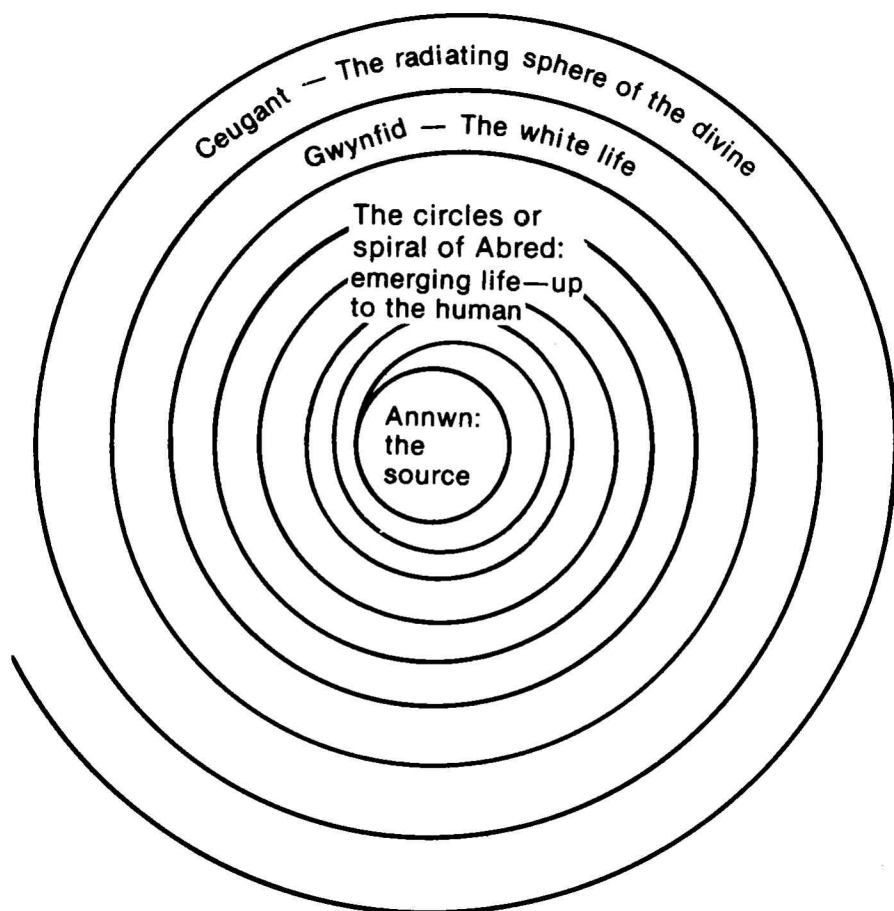 Ceugant — The radiating sphere of the divine
Gwynfid — The white life
The circles or
spiral of Abred:
emerging life—up
to the human
Annwn:
the
source